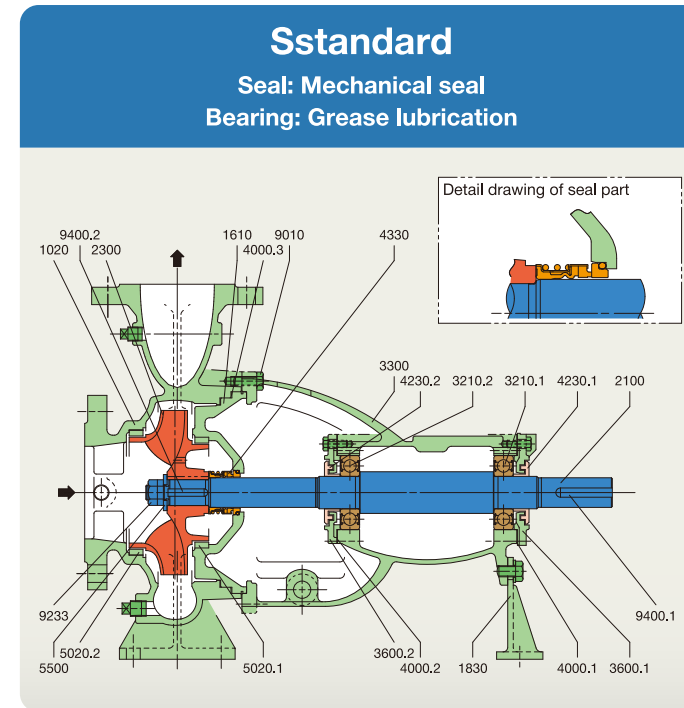 Sstandard
Seal: Mechanical seal
Bearing: Grease lubrication
Detail drawing of seal part
9400.2 1610 9010 4330
1020 2300 4000.3
3300
4230.2 3210.2 3210.1 4230.1 2100
9233 9400.1
5020.2 3600.2
5500 5020.1 4000.2 1830 4000.1 3600.1